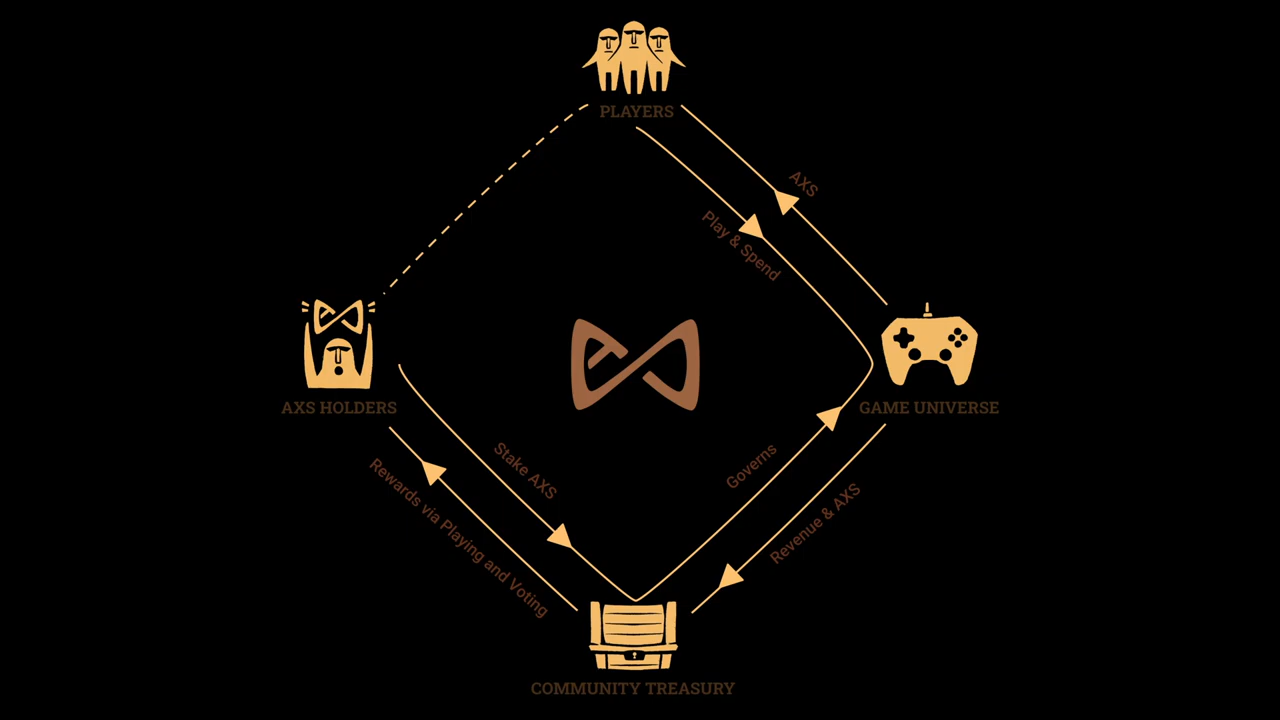 PLAYERS
AXS
Play & Spend
AXS HOLDERS
GAME UNIVERSE
Stake AXS
Governs
Rewards via Playing and Voting
Revenue & AXS
COMMUNITY TREASURY